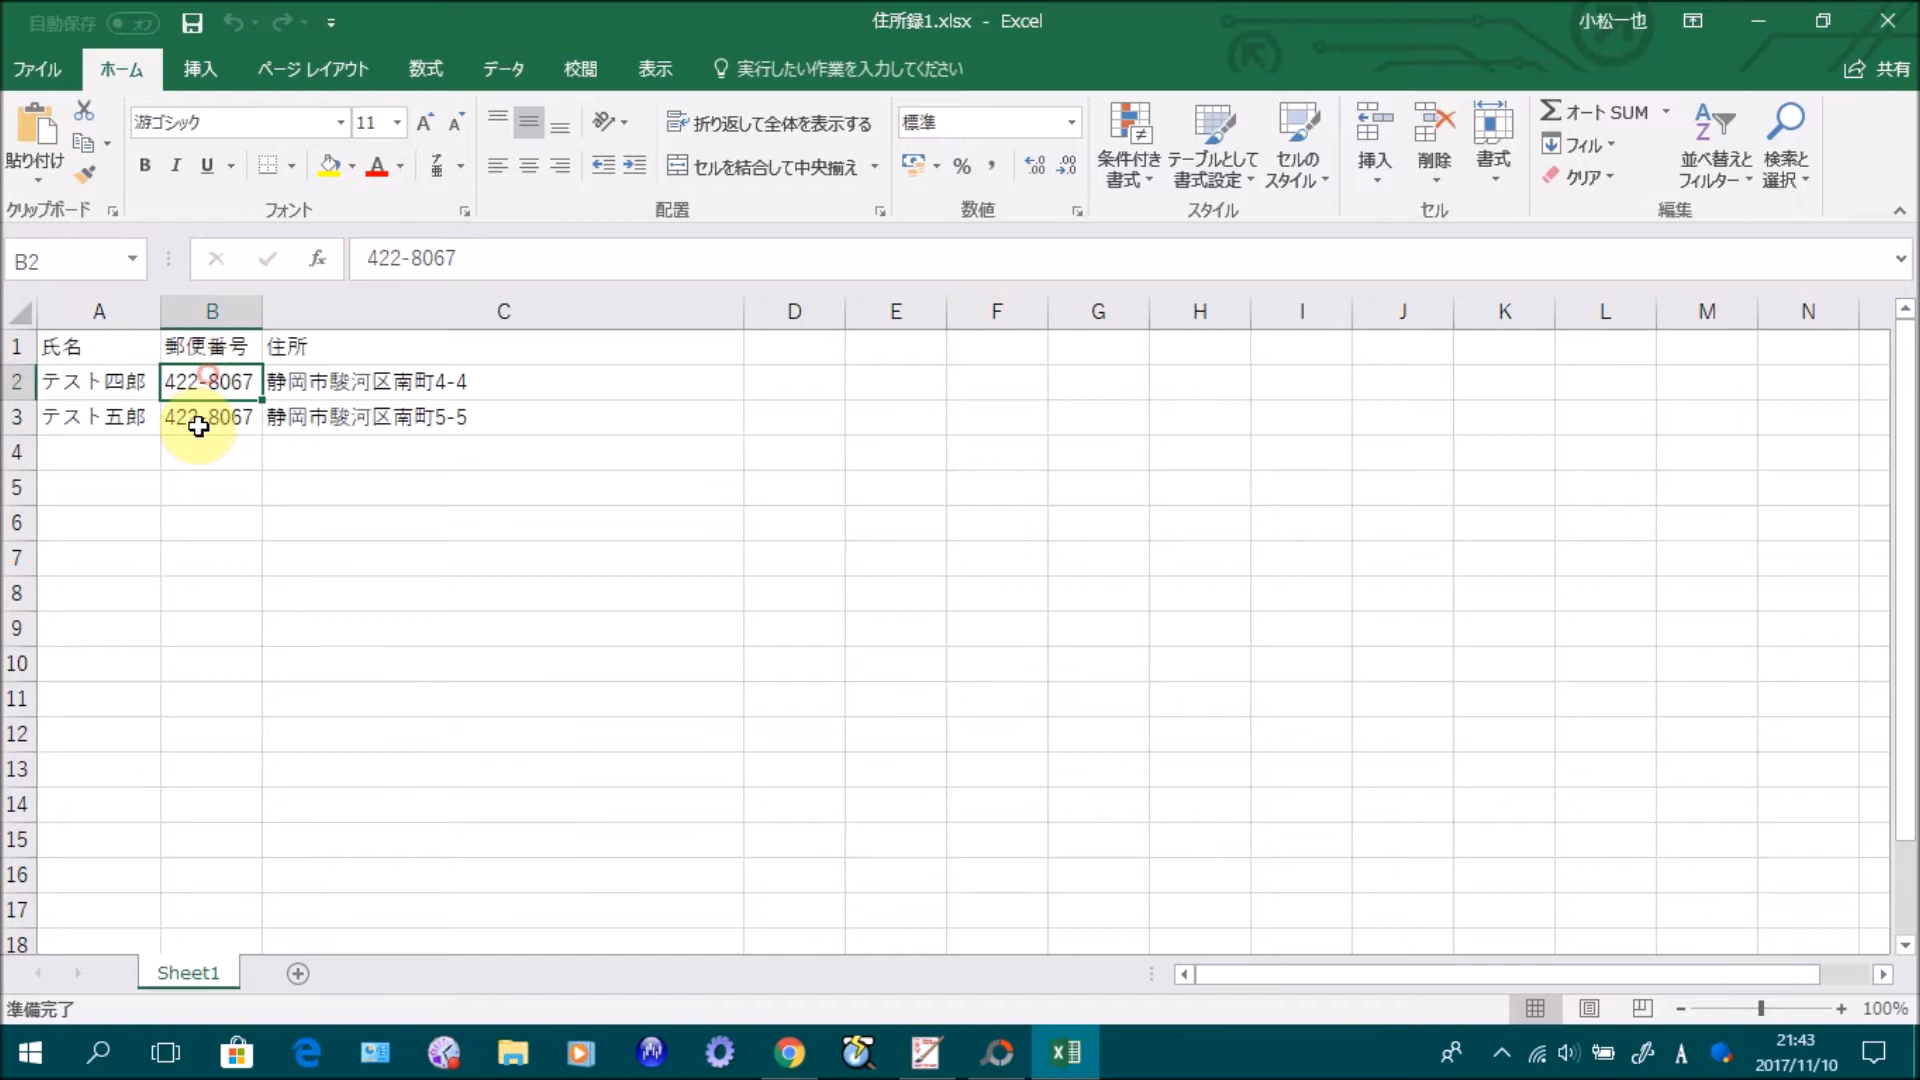 自動保存 オフ 住所録1.xlsx - Excel 小松一也
ファイル ホーム 挿入 ページ レイアウト 数式 データ 校閲 表示 実行したい作業を入力してください 共有
貼り付け
クリップボード
游ゴシック 11
B I U
フォント
折り返して全体を表示する
セルを結合して中央揃え
配置
標準
% ,
数値
条件付き書式
テーブルとして書式設定
セルのスタイル
スタイル
挿入 削除 書式
セル
オート SUM
フィル
クリア
並べ替えと フィルター
検索と 選択
編集
B2 fx 422-8067
A B C D E F G H I J K L M N
1 氏名 郵便番号 住所
2 テスト四郎 422-8067 静岡市駿河区南町4-4
3 テスト五郎 422-8067 静岡市駿河区南町5-5
4
5
6
7
8
9
10
11
12
13
14
15
16
17
18
Sheet1
準備完了 100%
A 21:43
2017/11/10